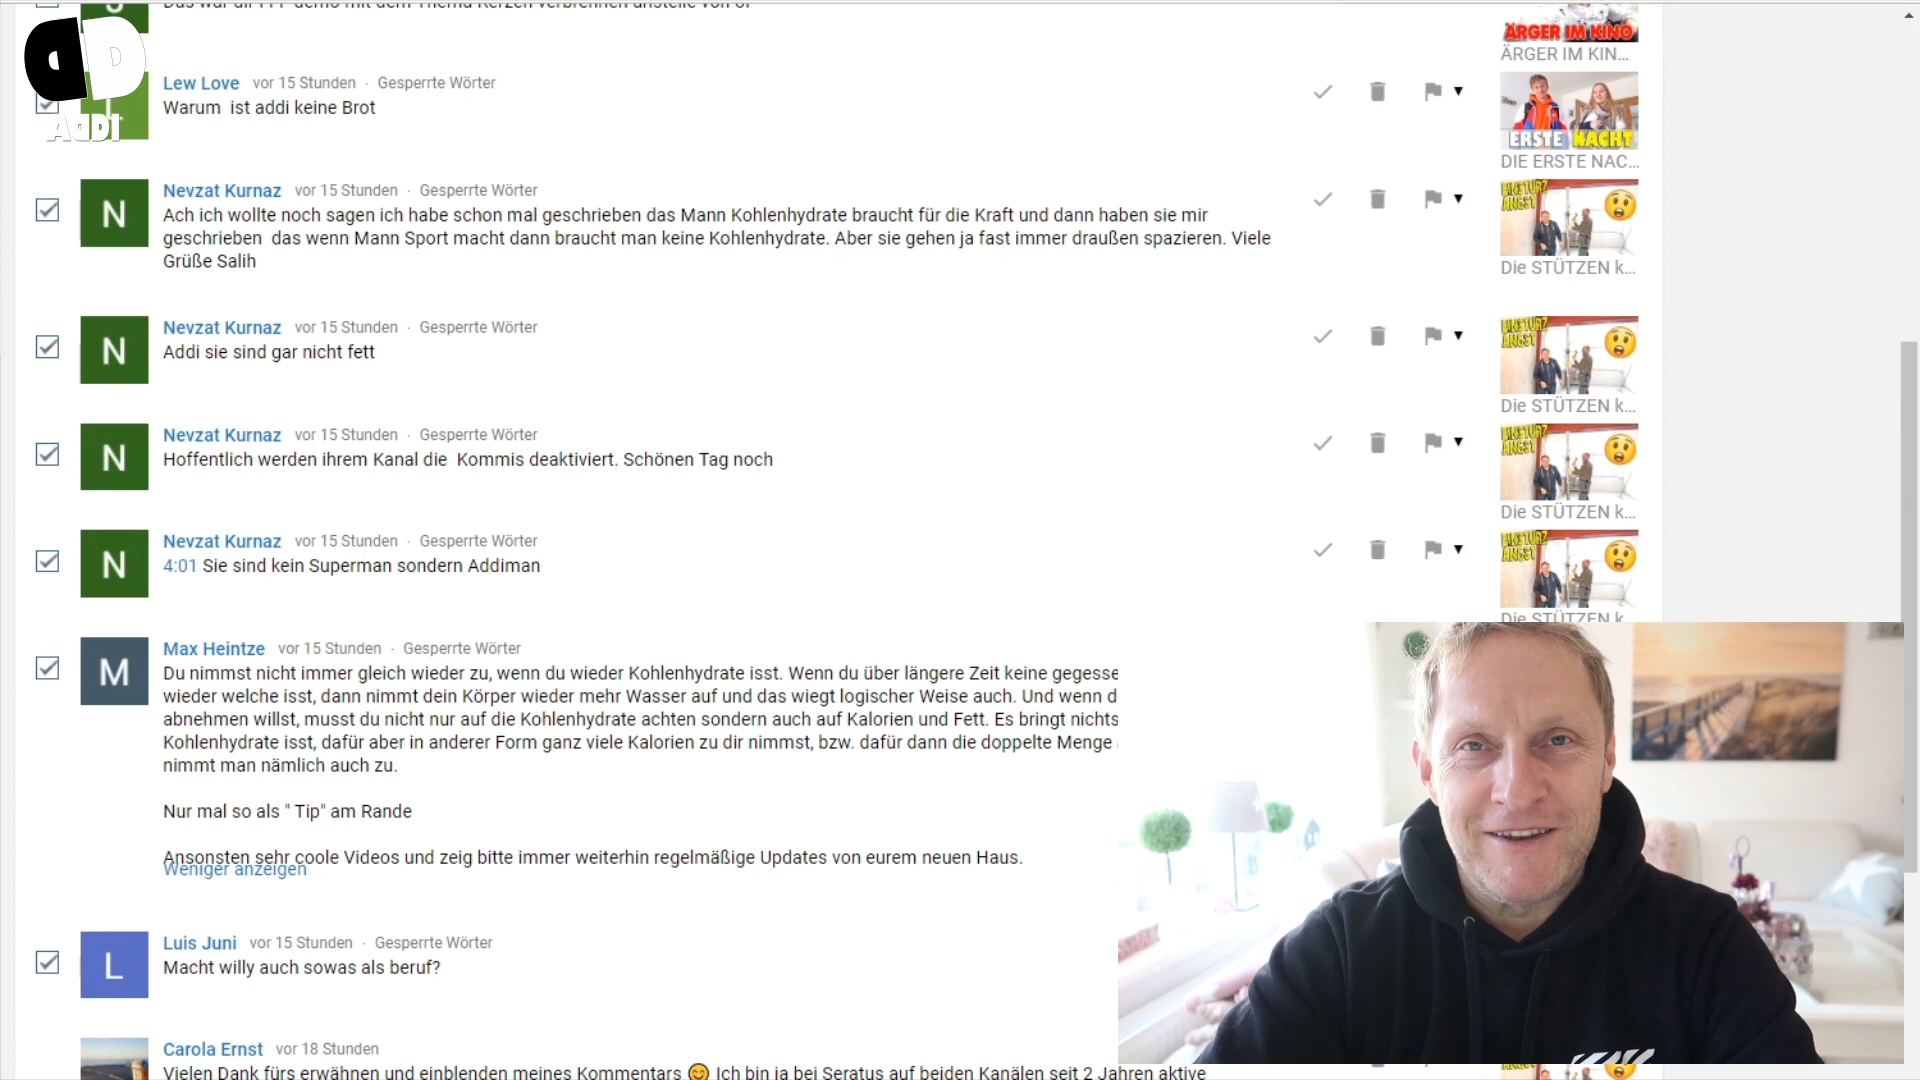 ÄRGER IM KINO
ÄRGER IM KIN...
ADDI
Lew Love vor 15 Stunden · Gesperrte Wörter
Warum ist addi keine Brot
ERSTE NACHT
DIE ERSTE NAC...
N
Nevzat Kurnaz vor 15 Stunden · Gesperrte Wörter
Ach ich wollte noch sagen ich habe schon mal geschrieben das Mann Kohlenhydrate braucht für die Kraft und dann haben sie mir
geschrieben das wenn Mann Sport macht dann braucht man keine Kohlenhydrate. Aber sie gehen ja fast immer draußen spazieren. Viele
Grüße Salih
EINSTURZ
ANGST
Die STÜTZEN k...
N
Nevzat Kurnaz vor 15 Stunden · Gesperrte Wörter
Addi sie sind gar nicht fett
EINSTURZ
ANGST
Die STÜTZEN k...
N
Nevzat Kurnaz vor 15 Stunden · Gesperrte Wörter
Hoffentlich werden ihrem Kanal die Kommis deaktiviert. Schönen Tag noch
EINSTURZ
ANGST
Die STÜTZEN k...
N
Nevzat Kurnaz vor 15 Stunden · Gesperrte Wörter
4:01 Sie sind kein Superman sondern Addiman
EINSTURZ
ANGST
Die STÜTZEN k...
M
Max Heintze vor 15 Stunden · Gesperrte Wörter
Du nimmst nicht immer gleich wieder zu, wenn du wieder Kohlenhydrate isst. Wenn du über längere Zeit keine gegesse
wieder welche isst, dann nimmt dein Körper wieder mehr Wasser auf und das wiegt logischer Weise auch. Und wenn d
abnehmen willst, musst du nicht nur auf die Kohlenhydrate achten sondern auch auf Kalorien und Fett. Es bringt nichts
Kohlenhydrate isst, dafür aber in anderer Form ganz viele Kalorien zu dir nimmst, bzw. dafür dann die doppelte Menge
nimmt man nämlich auch zu.
Nur mal so als " Tip" am Rande
Ansonsten sehr coole Videos und zeig bitte immer weiterhin regelmäßige Updates von eurem neuen Haus.
Weniger anzeigen
L
Luis Juni vor 15 Stunden · Gesperrte Wörter
Macht willy auch sowas als beruf?
Carola Ernst vor 18 Stunden
Vielen Dank fürs erwähnen und einblenden meines Kommentars 😊 Ich bin ja bei Seratus auf beiden Kanälen seit 2 Jahren aktive